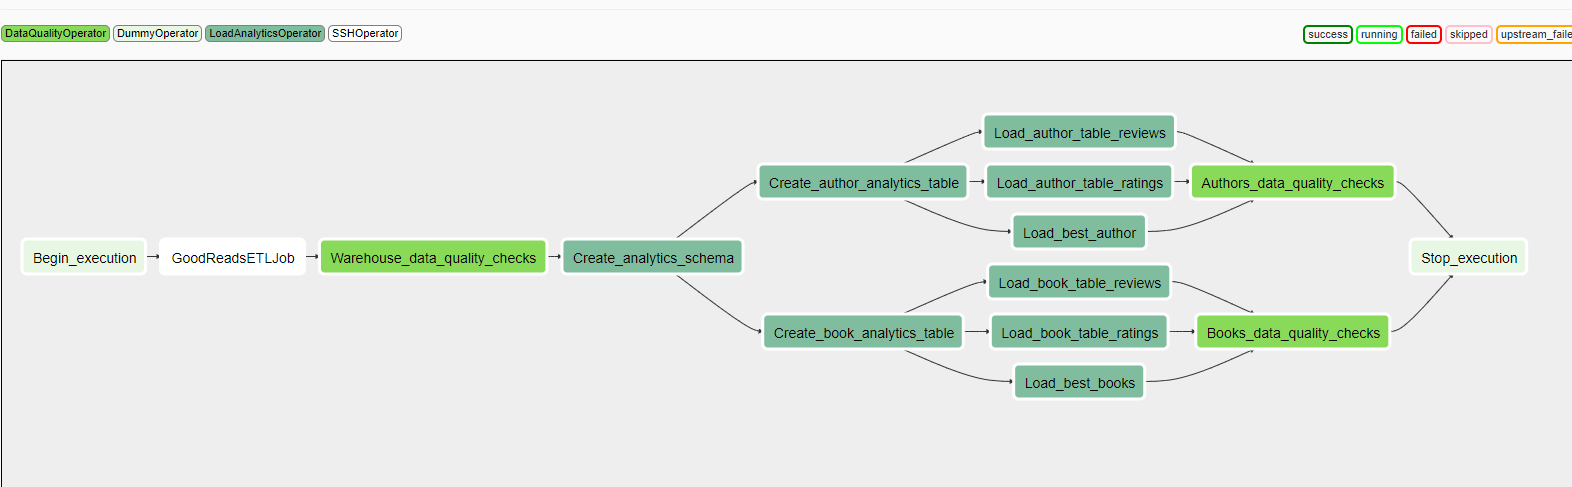 DataQualityOperator DummyOperator LoadAnalyticsOperator SSHOperator
success running failed skipped upstream_faile
Begin_execution
GoodReadsETLJob
Warehouse_data_quality_checks
Create_analytics_schema
Create_author_analytics_table
Load_author_table_reviews
Load_author_table_ratings
Load_best_author
Authors_data_quality_checks
Create_book_analytics_table
Load_book_table_reviews
Load_book_table_ratings
Load_best_books
Books_data_quality_checks
Stop_execution